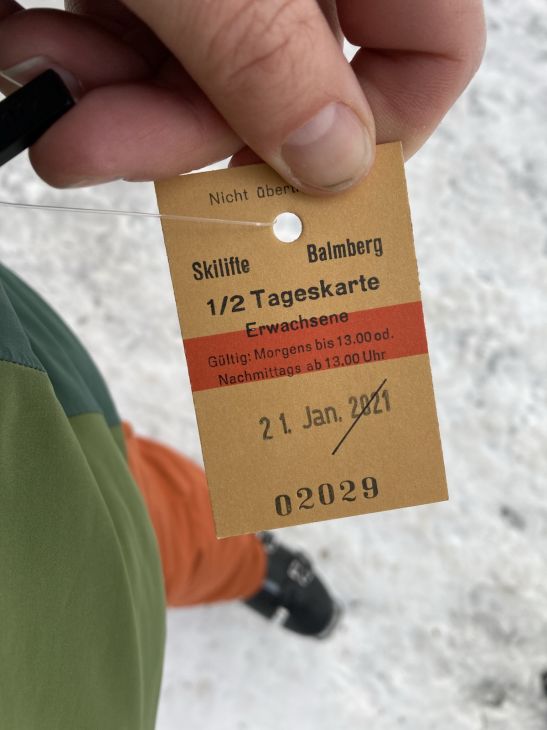 Nicht
Skilifte Balmberg
1/2 Tageskarte
Erwachsene
Gültig: Morgens bis 13.00 od.
Nachmittags ab 13.00 Uhr
21. Jan. 2021
02029